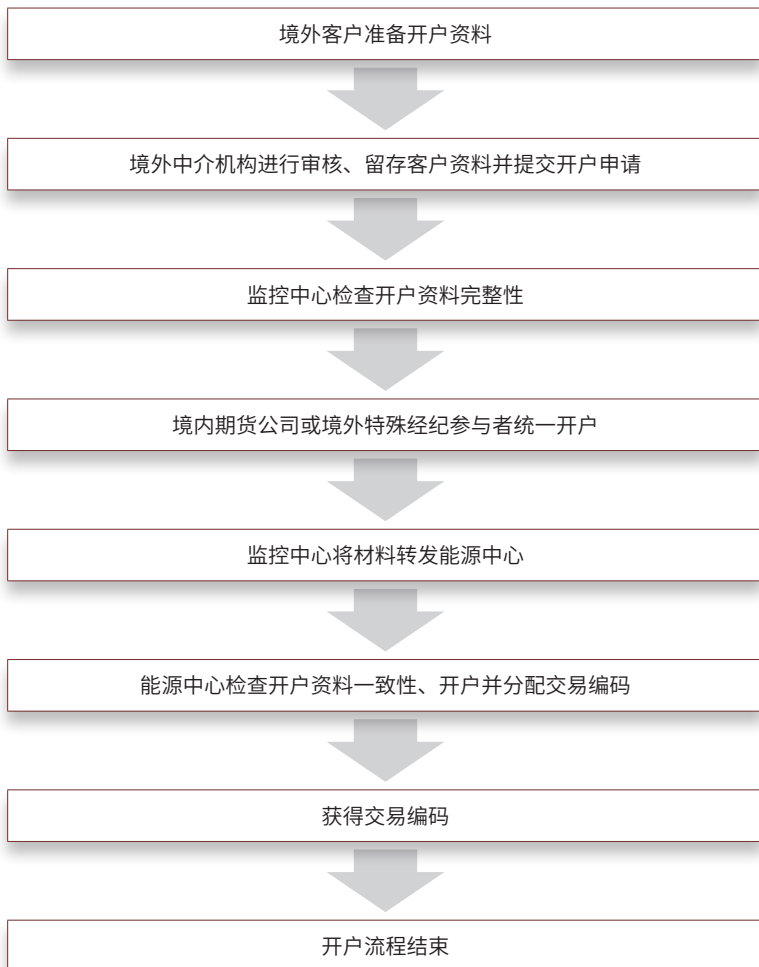 境外客户准备开户资料
境外中介机构进行审核、留存客户资料并提交开户申请
监控中心检查开户资料完整性
境内期货公司或境外特殊经纪参与者统一开户
监控中心将材料转发能源中心
能源中心检查开户资料一致性、开户并分配交易编码
获得交易编码
开户流程结束